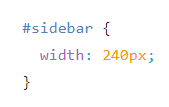 #sidebar {
  width: 240px;
}